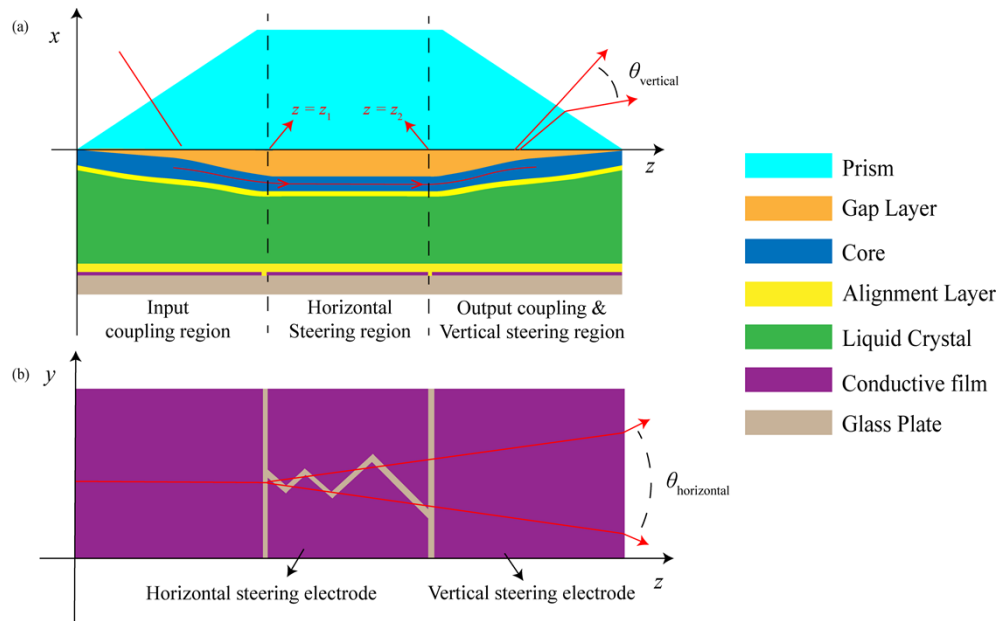 (a)
x
θvertical
z = z1
z = z2
z
Input
coupling region
Horizontal
Steering region
Output coupling &
Vertical steering region
Prism
Gap Layer
Core
Alignment Layer
Liquid Crystal
Conductive film
Glass Plate
(b)
y
θhorizontal
z
Horizontal steering electrode
Vertical steering electrode